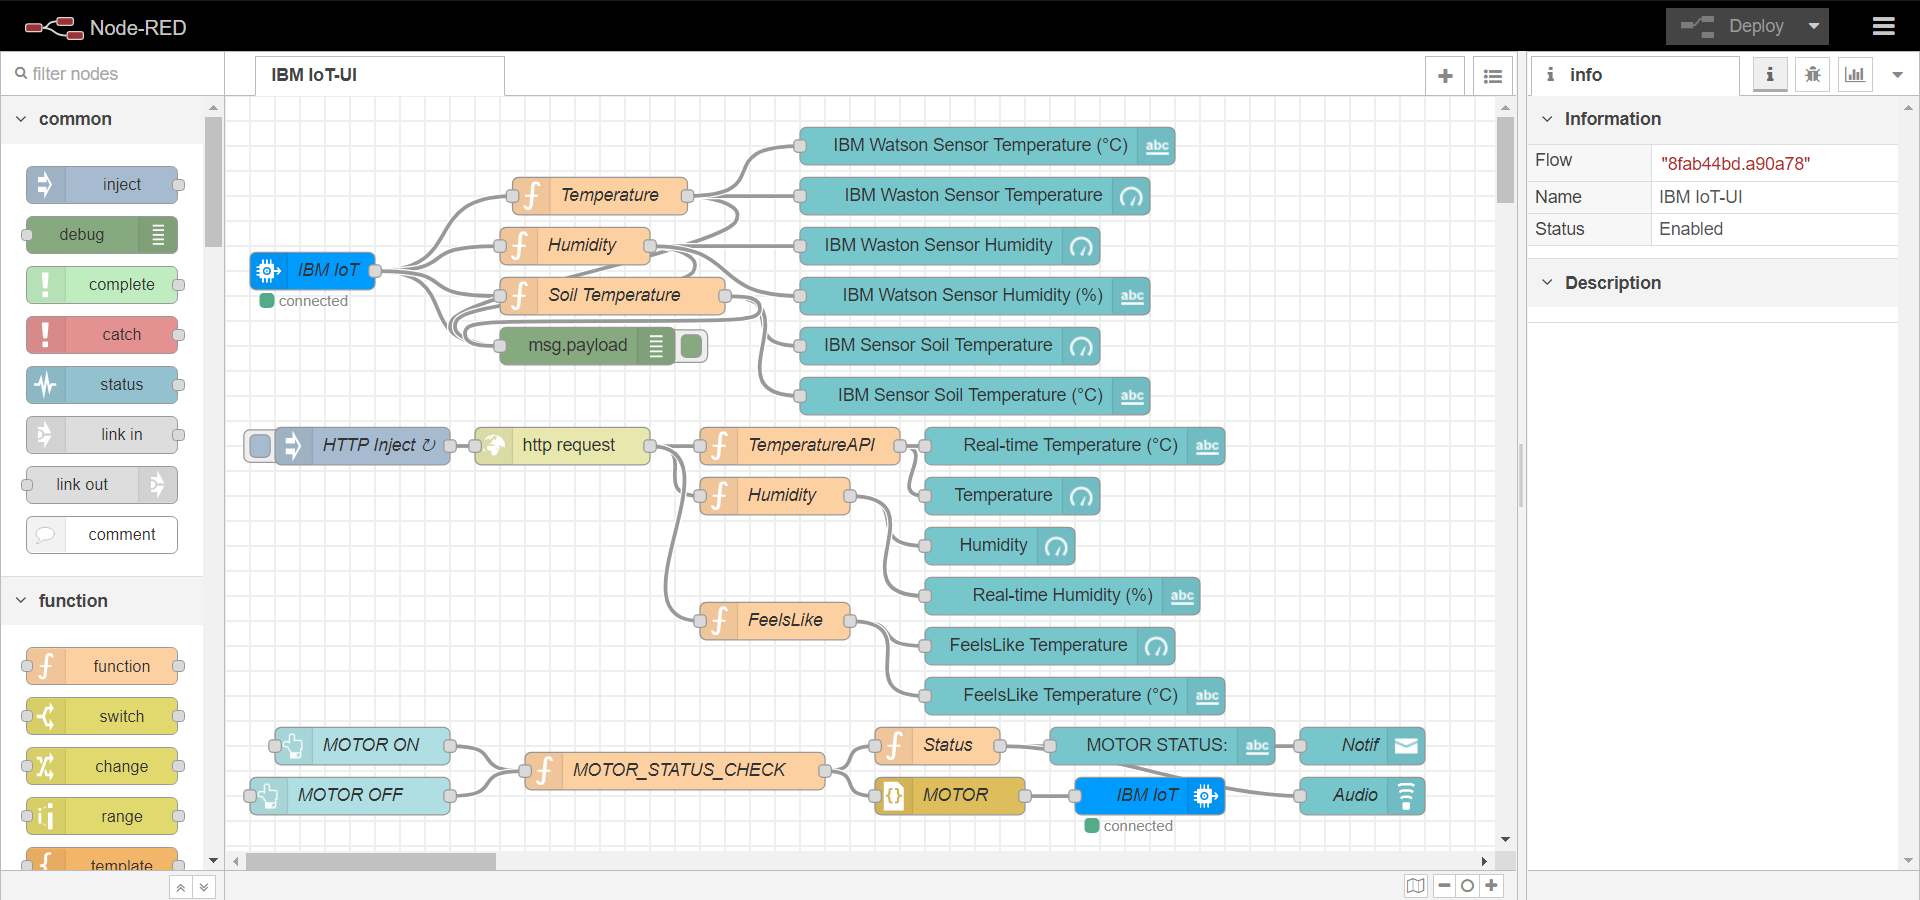 Node-RED
Deploy
filter nodes
IBM IoT-UI
info
common
inject
debug
complete
catch
status
link in
link out
comment
function
function
switch
change
range
template
IBM IoT
connected
Temperature
Humidity
Soil Temperature
msg.payload
IBM Watson Sensor Temperature (°C)
abc
IBM Waston Sensor Temperature
IBM Waston Sensor Humidity
IBM Watson Sensor Humidity (%)
abc
IBM Sensor Soil Temperature
IBM Sensor Soil Temperature (°C)
abc
HTTP Inject ↻
http request
TemperatureAPI
Humidity
FeelsLike
Real-time Temperature (°C)
abc
Temperature
Humidity
Real-time Humidity (%)
abc
FeelsLike Temperature
FeelsLike Temperature (°C)
abc
MOTOR ON
MOTOR OFF
MOTOR_STATUS_CHECK
Status
MOTOR
MOTOR STATUS:
abc
IBM IoT
connected
Notif
Audio
Information
Flow
"8fab44bd.a90a78"
Name
IBM IoT-UI
Status
Enabled
Description